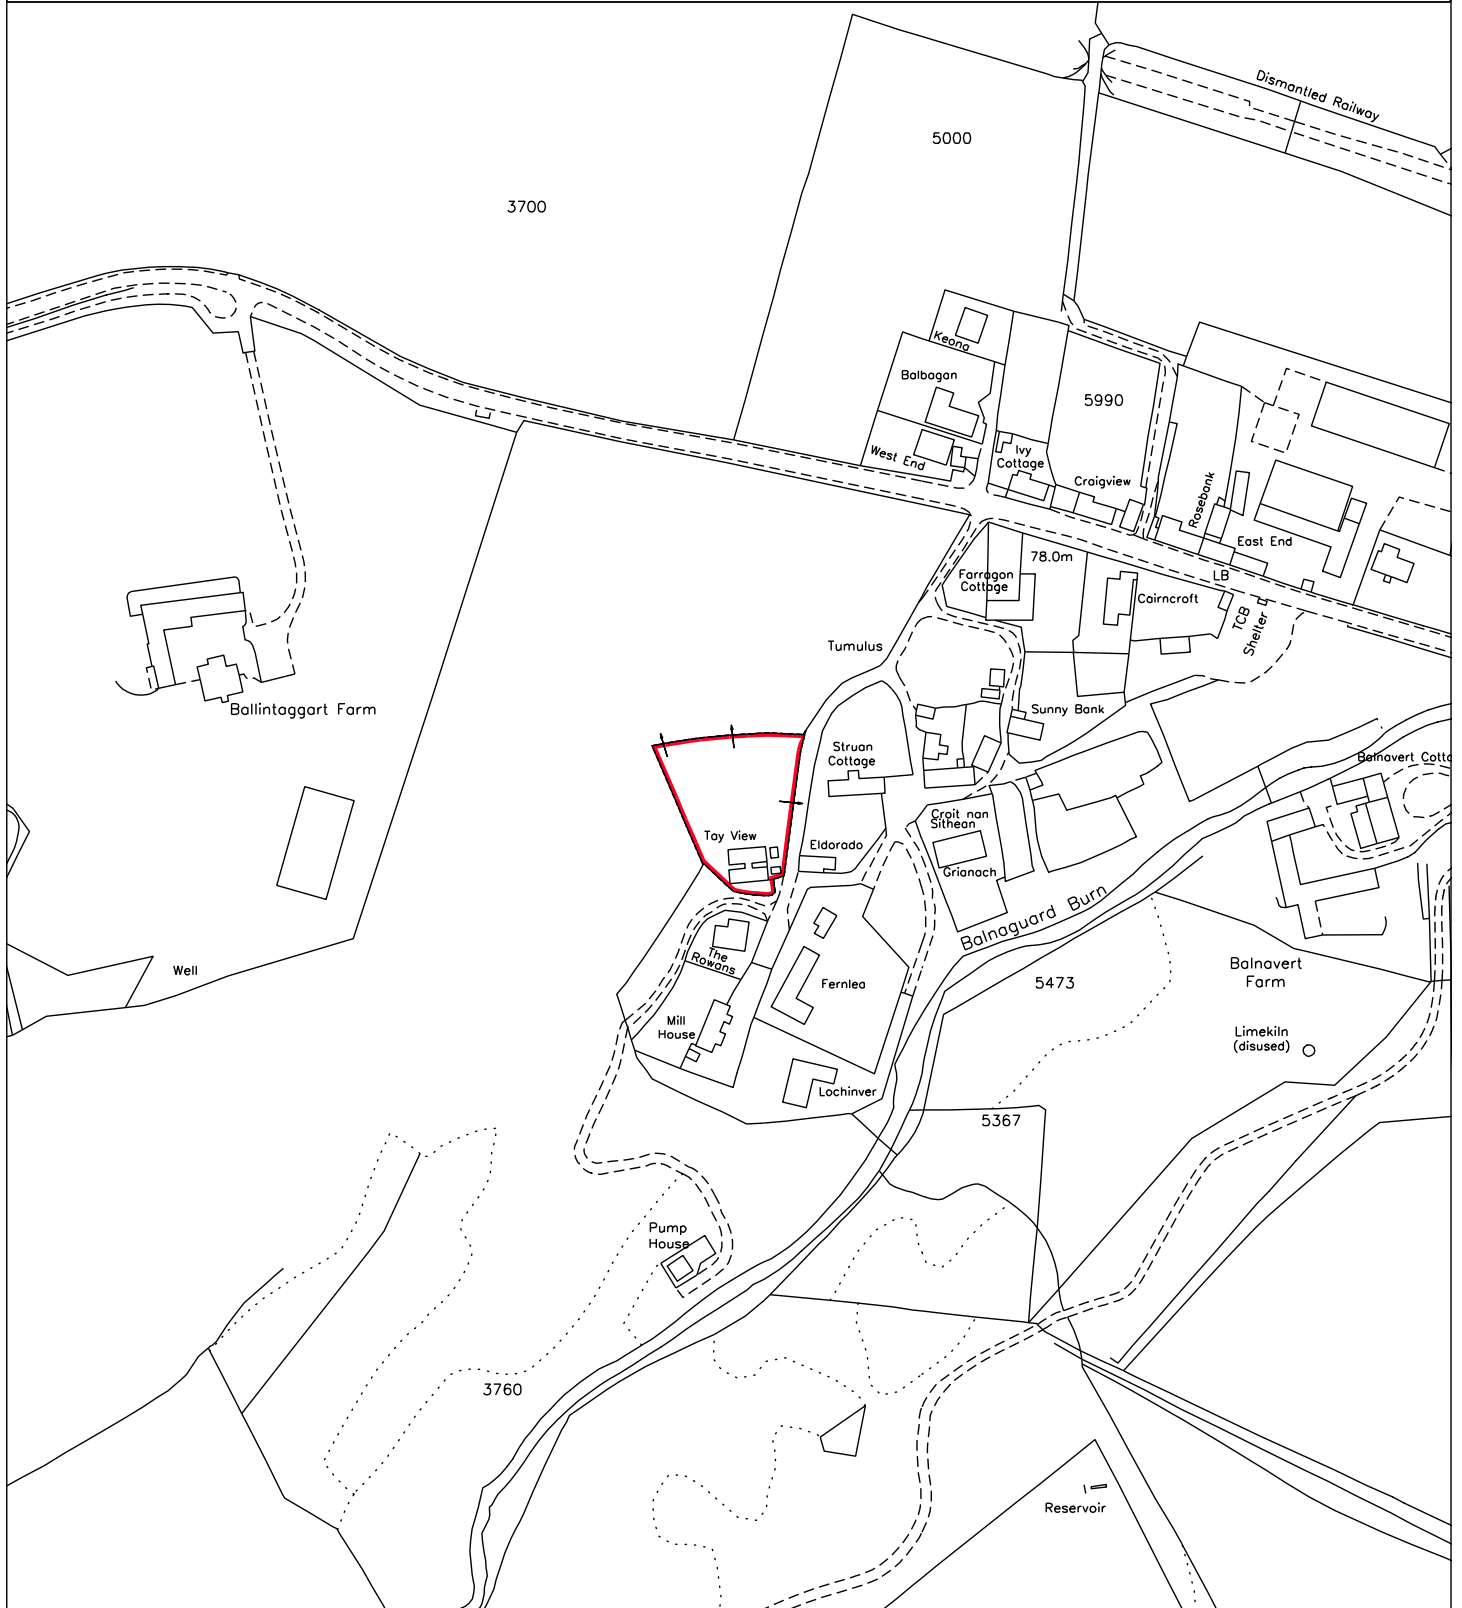 Dismantled Railway
5000
3700
Keona
Balbagan
5990
West End
Ivy
Cottage
Craigview
Rosebank
East End
78.0m
LB
Farragon
Cottage
Cairncroft
TCB
Shelter
Tumulus
Ballintaggart Farm
Sunny Bank
Struan
Cottage
Balnavert Cotta
Tay View
Eldorado
Croit nan
Sithean
Grianach
Balnaguard Burn
The
Rowans
Well
Fernlea
5473
Balnavert
Farm
Mill
House
Limekiln
(disused)
Lochinver
5367
Pump
House
3760
Reservoir